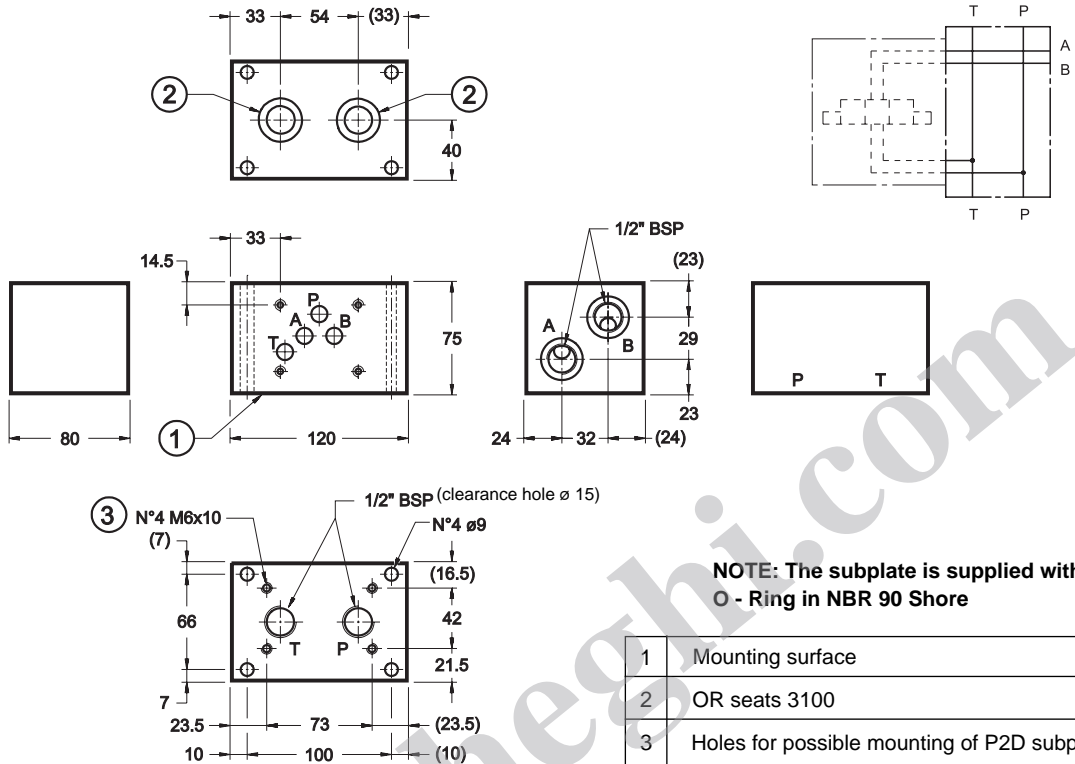 33 54 (33)
2 2
40
T P
A
B
T P
33
14.5
P
A B
T
75
1
120
80
1/2" BSP
(23)
A
B
29
23
24 32 (24)
P T
3 N°4 M6x10
1/2" BSP (clearance hole ø 15)
N°4 ø9
(7)
66
7
(16.5)
42
21.5
T P
23.5 73 (23.5)
10 100 (10)
NOTE: The subplate is supplied with
O - Ring in NBR 90 Shore
1 Mounting surface
2 OR seats 3100
3 Holes for possible mounting of P2D
heghi.com